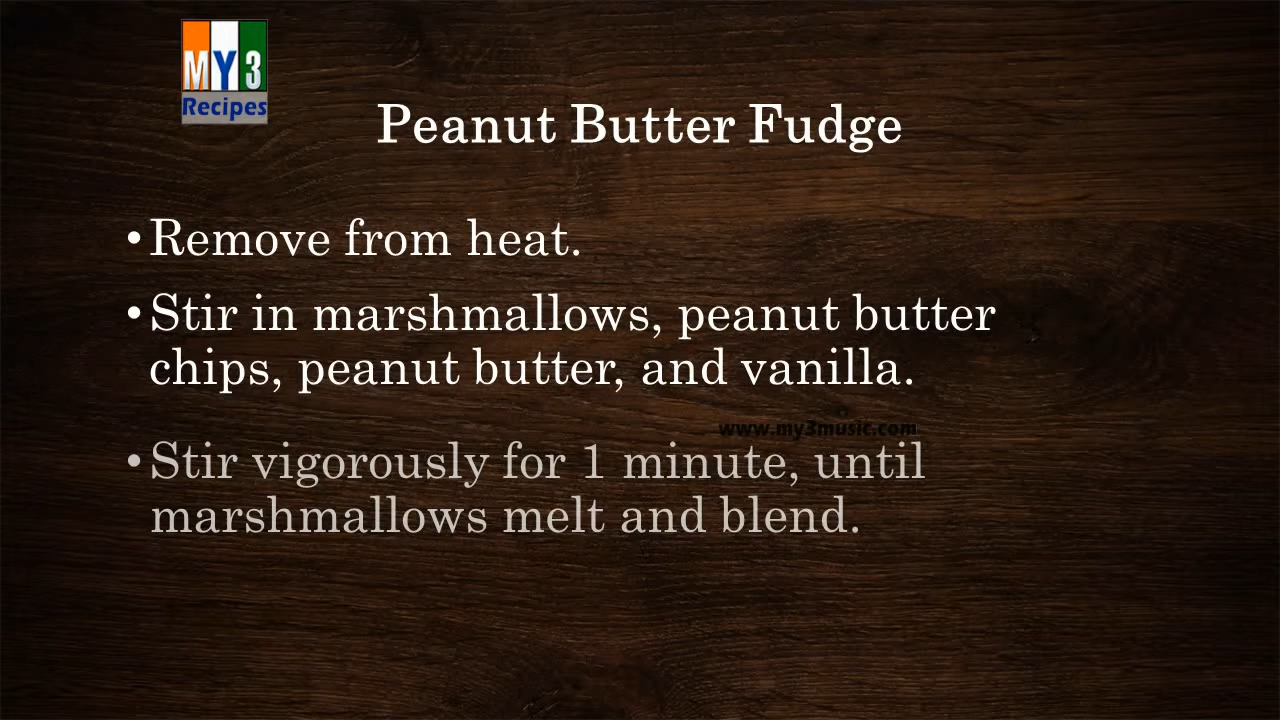 MY3
Recipes
Peanut Butter Fudge
•Remove from heat.
•Stir in marshmallows, peanut butter
chips, peanut butter, and vanilla.
www.my3music.com
•Stir vigorously for 1 minute, until
marshmallows melt and blend.